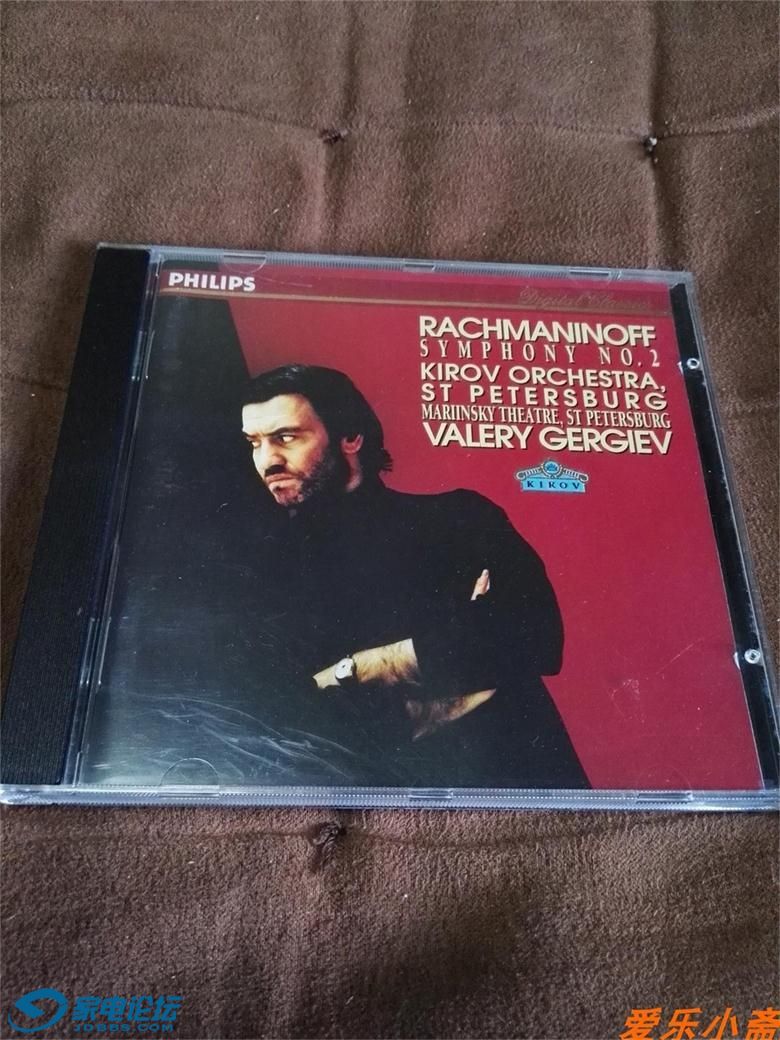 PHILIPS
Digital Classics
RACHMANINOFF
SYMPHONY NO. 2
KIROV ORCHESTRA,
ST PETERSBURG
MARIINSKY THEATRE, ST PETERSBURG
VALERY GERGIEV
KIROV
家电论坛
JDBBS.COM
爱乐小斋